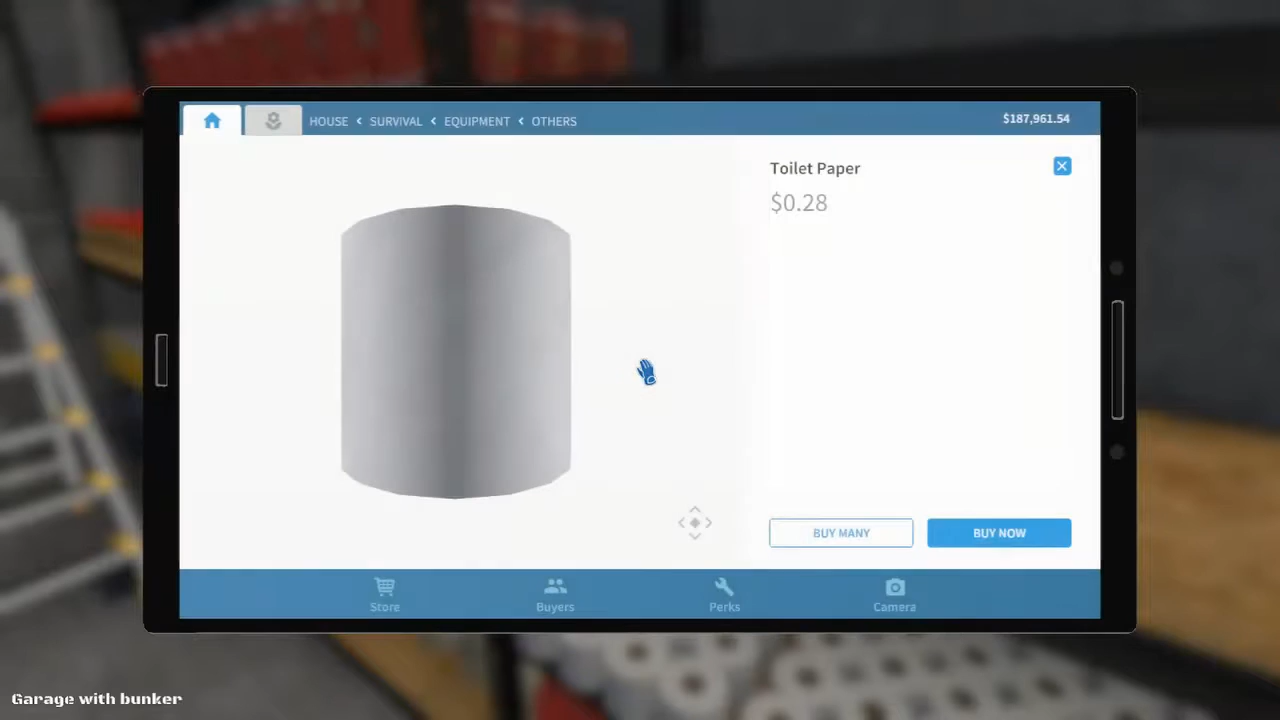 HOUSE < SURVIVAL < EQUIPMENT < OTHERS
$187,961.54
Toilet Paper
$0.28
BUY MANY
BUY NOW
Store
Buyers
Perks
Camera
Garage with bunker